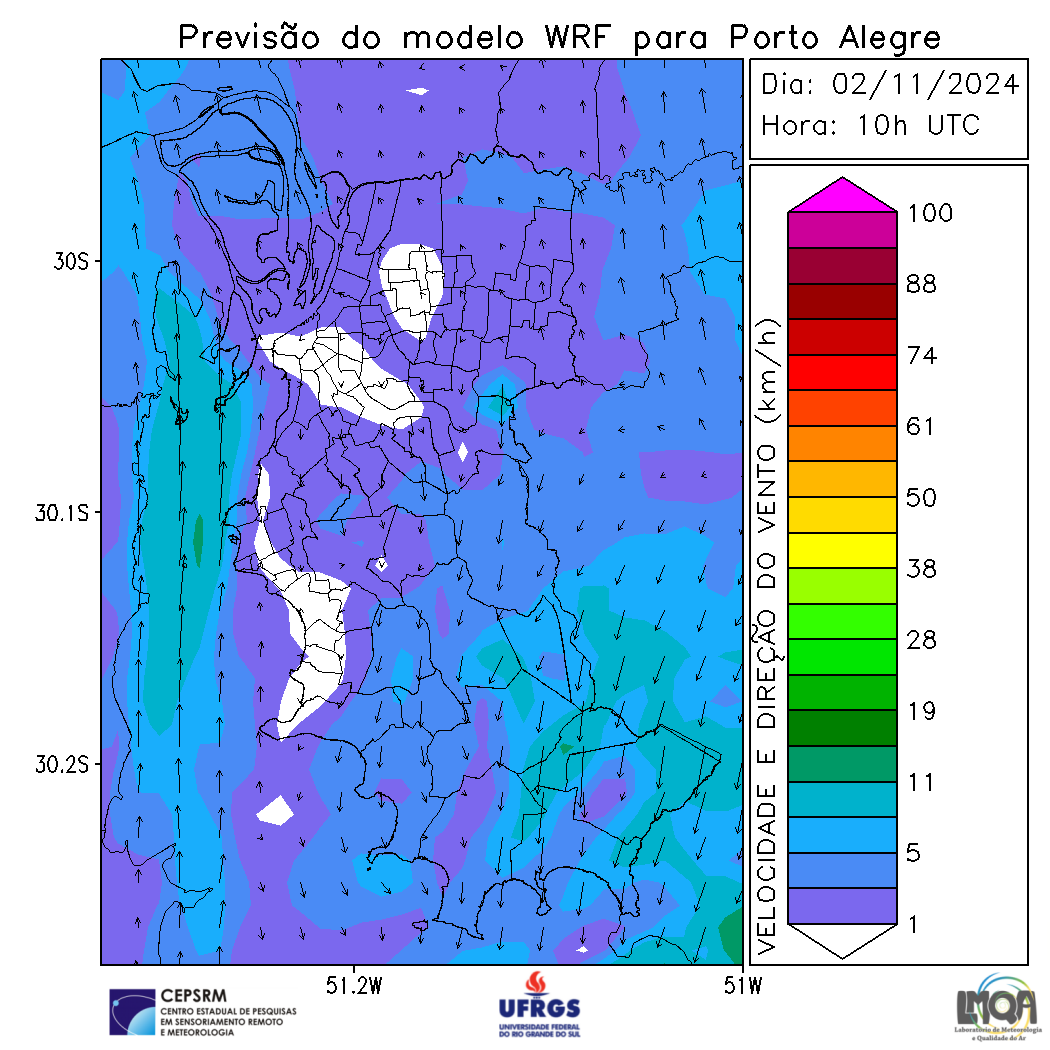 Previsão do modelo WRF para Porto Alegre
Dia: 02/11/2024
Hora: 10h UTC
30S
30.1S
30.2S
51.2W
51W
VELOCIDADE E DIREÇÃO DO VENTO (km/h)
100
88
74
61
50
38
28
19
11
5
1
CEPSRM
CENTRO ESTADUAL DE PESQUISAS
EM SENSORIAMENTO REMOTO
E METEOROLOGIA
UFRGS
UNIVERSIDADE FEDERAL
DO RIO GRANDE DO SUL
LMQA
Laboratório de Meteorologia
e Qualidade do Ar